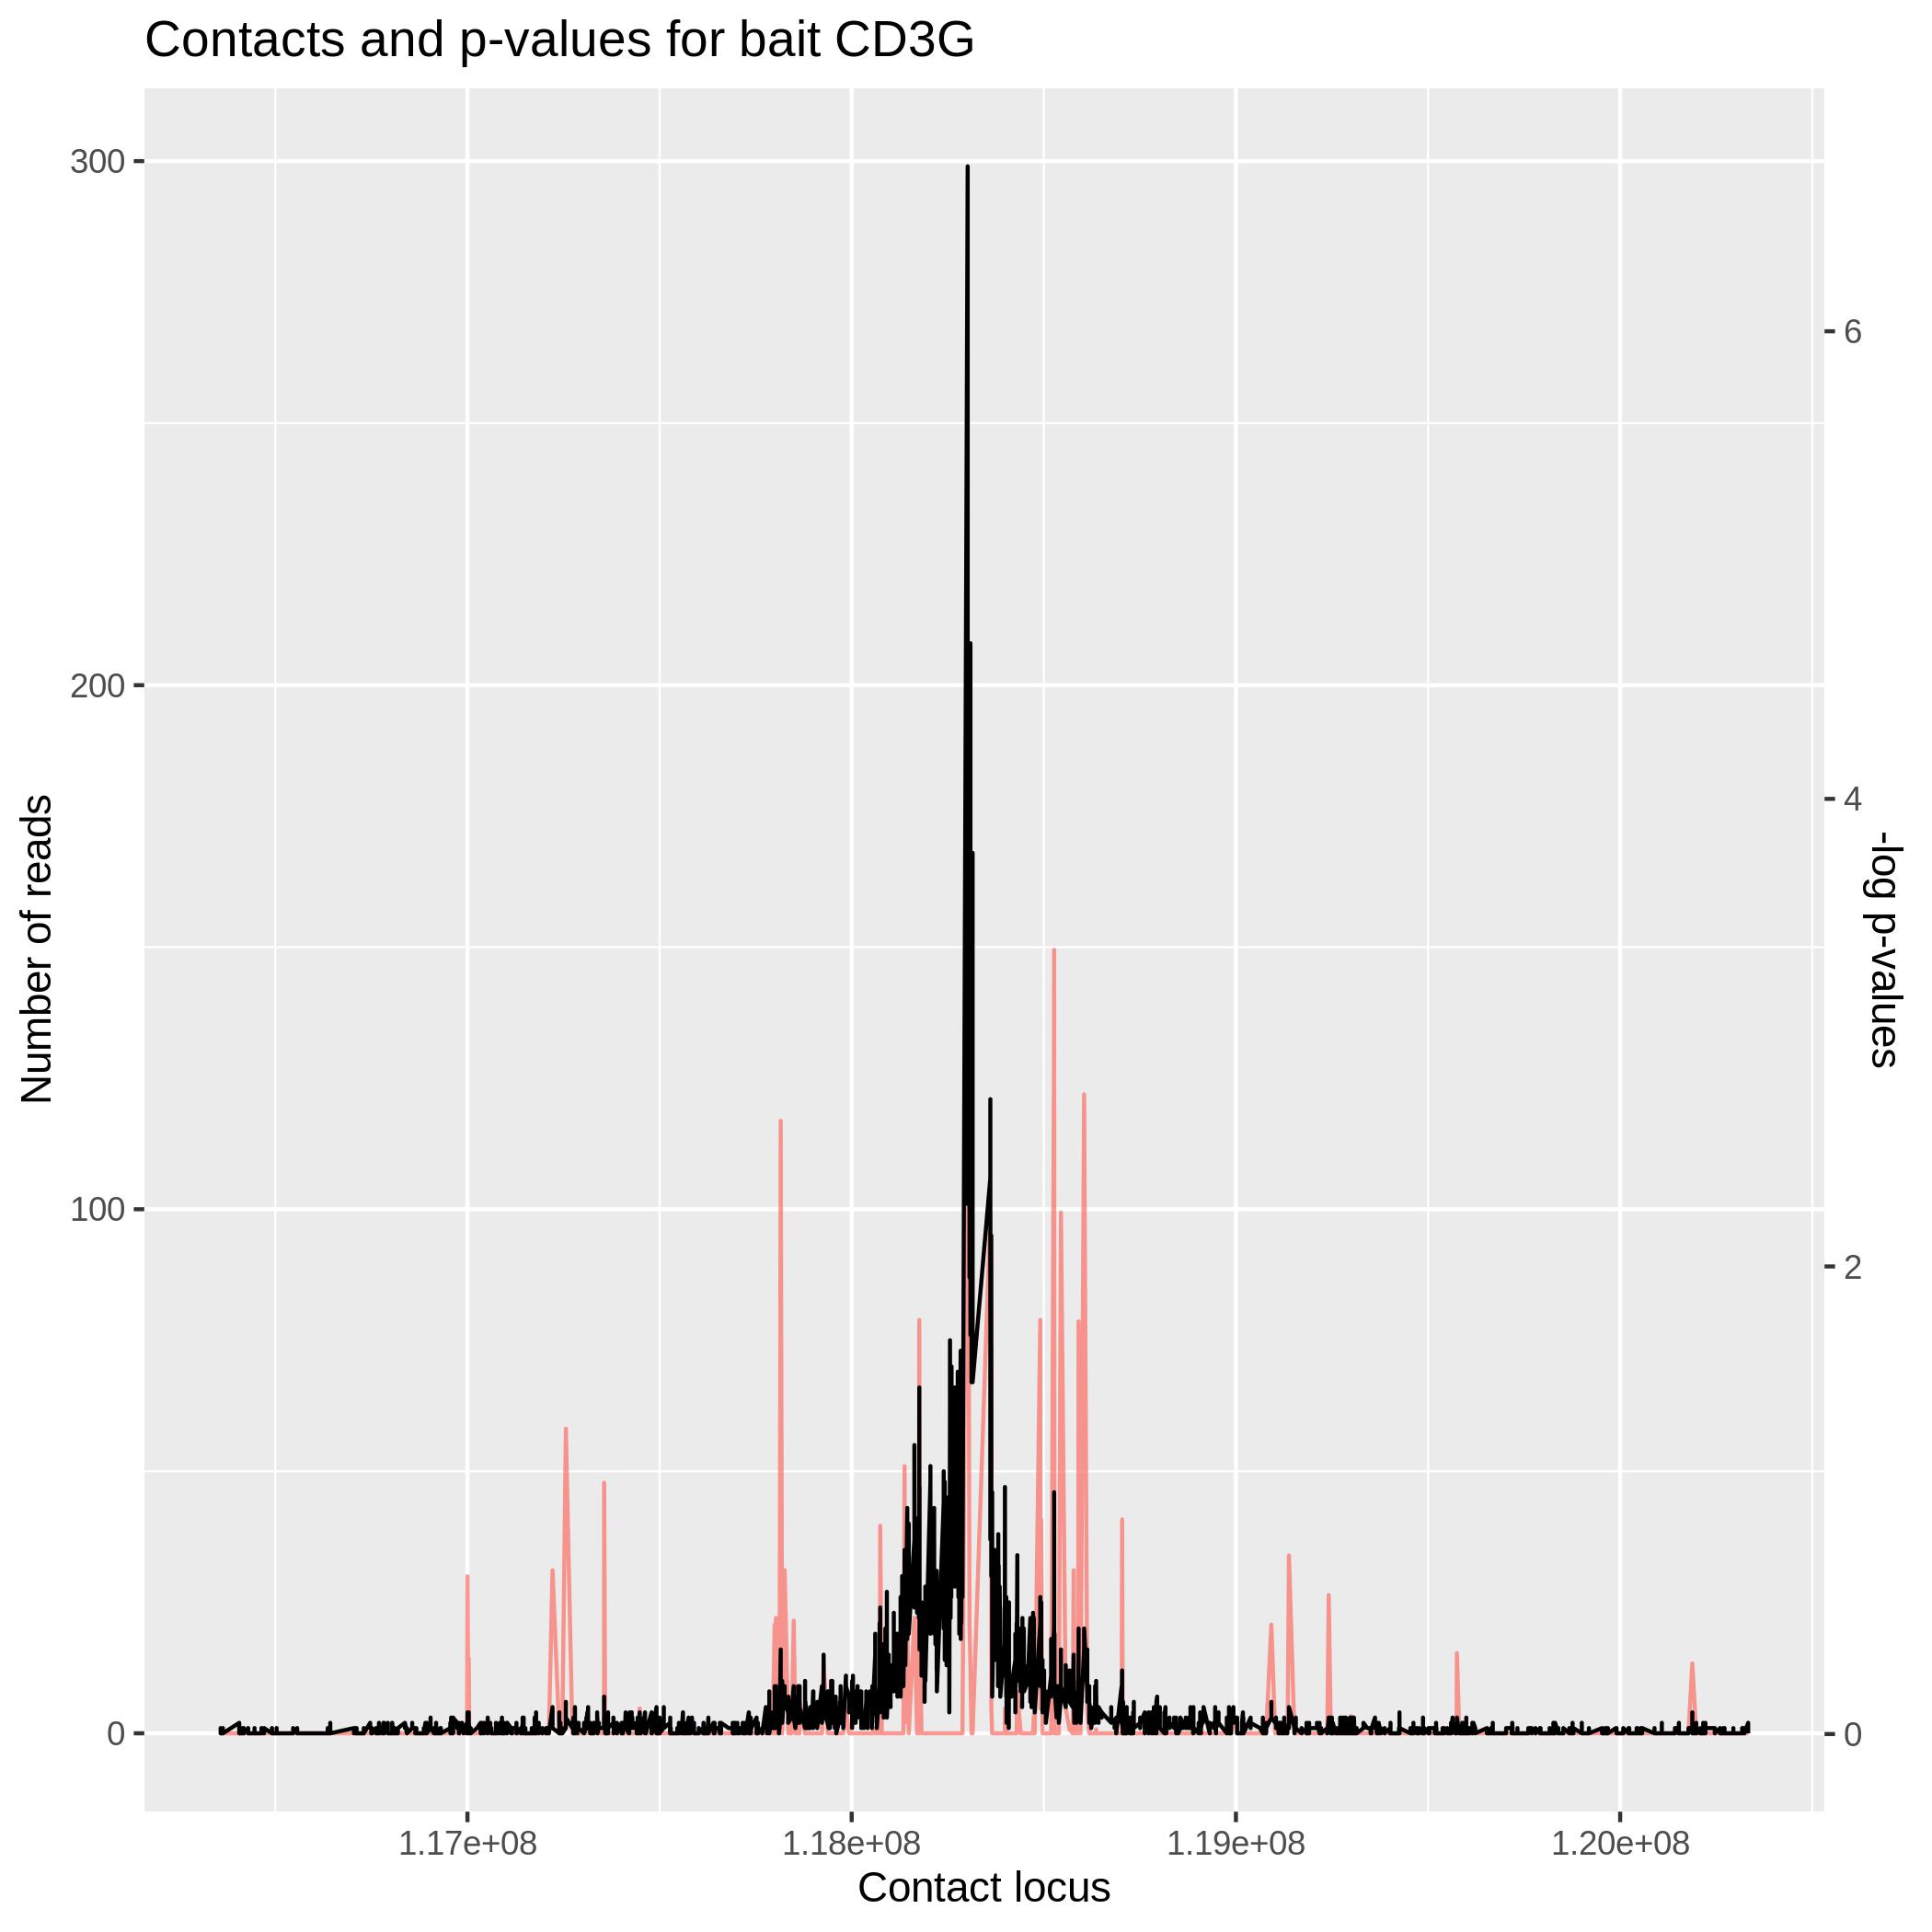 Contacts and p-values for bait CD3G
300
200
100
0
Number of reads
6
4
2
0
-log p-values
1.17e+08
1.18e+08
1.19e+08
1.20e+08
Contact locus